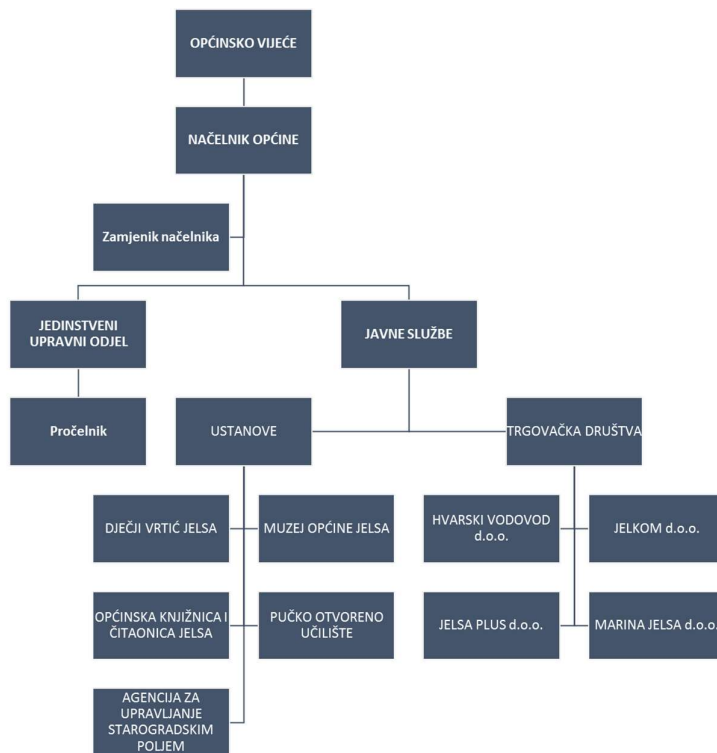 OPĆINSKO VIJEĆE
NAČELNIK OPĆINE
Zamjenik načelnika
JEDINSTVENI
UPRAVNI ODJEL
JAVNE SLUŽBE
Pročelnik
USTANOVE
TRGOVAČKA DRUŠTVA
DJEČJI VRTIĆ JELSA
MUZEJ OPĆINE JELSA
HVARSKI VODOVOD
d.o.o.
JELKOM d.o.o.
OPĆINSKA KNJIŽNICA I
ČITAONICA JELSA
PUČKO OTVORENO
UČILIŠTE
JELSA PLUS d.o.o.
MARINA JELSA d.o.o.
AGENCIJA ZA
UPRAVLJANJE
STAROGRADSKIM
POLJEM